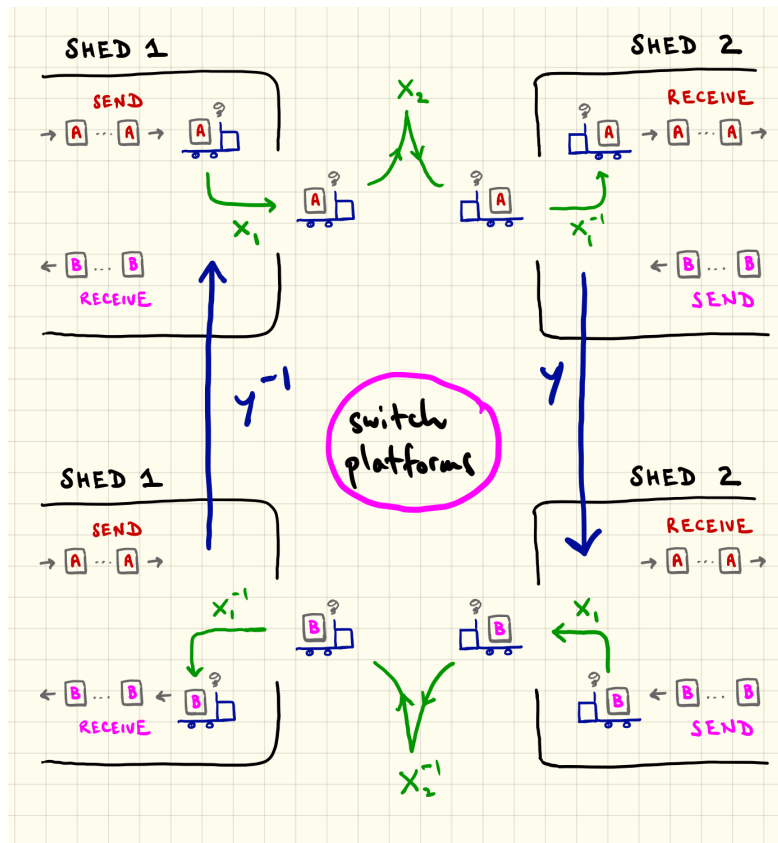 SHED 1
SHED 2
SEND
RECEIVE
→ A ... A →
A
X₂
A
→ A ... A →
A
A
X₁
X₁⁻¹
← B ... B
RECEIVE
← B ... B
SEND
y⁻¹
y
switch
platforms
SHED 1
SHED 2
SEND
RECEIVE
→ A ... A →
→ A ... A →
X₁⁻¹
X₁
B
B
← B ... B ←
B
RECEIVE
B
← B ... B
SEND
X₂⁻¹